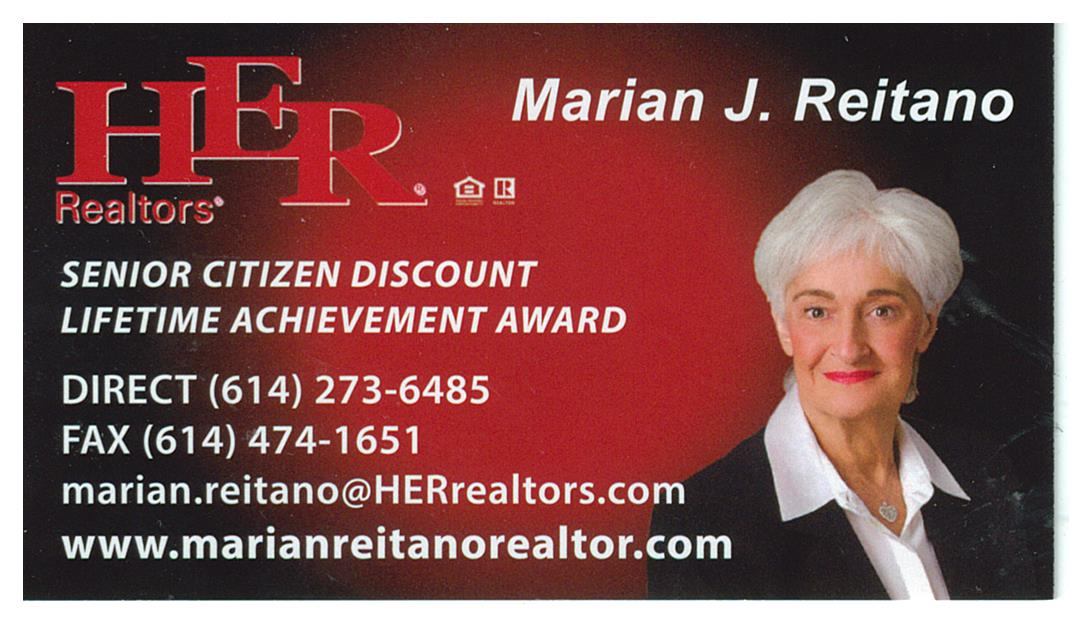 HER®
Realtors®
Marian J. Reitano
SENIOR CITIZEN DISCOUNT
LIFETIME ACHIEVEMENT AWARD
DIRECT (614) 273-6485
FAX (614) 474-1651
marian.reitano@HERrealtors.com
www.marianreitanorealtor.com